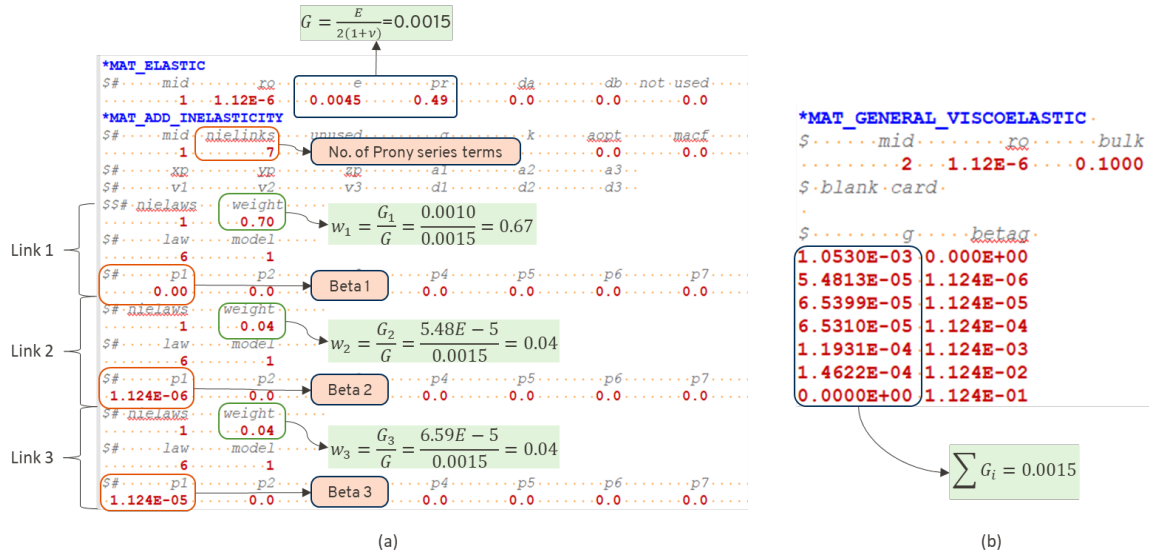 G = E / 2(1+v) =0.0015
*MAT_ELASTIC
$# mid ro e pr da db not used
1 1.12E-6 0.0045 0.49 0.0 0.0 0.0
*MAT_ADD_INELASTICITY
$# mid nielinks unused g k aopt macf
1 7 No. of Prony series terms 0.0 0.0
$# xp yp zp a1 a2 a3
$# v1 v2 v3 d1 d2 d3
Link 1
$$# nielaws weight
1 0.70
w₁ = G₁/G = 0.0010/0.0015 = 0.67
$# law model
6 1
$# p1 p2 p4 p5 p6 p7
0.00 0.0 Beta 1 0.0 0.0 0.0 0.0
Link 2
$# nielaws weight
1 0.04
w₂ = G₂/G = 5.48E − 5/0.0015 = 0.04
$# law model
6 1
$# p1 p2 p4 p5 p6 p7
1.124E-06 0.0 Beta 2 0.0 0.0 0.0 0.0
Link 3
$# nielaws weight
1 0.04
w₃ = G₃/G = 6.59E − 5/0.0015 = 0.04
$# law model
6 1
$# p1 p2 p4 p5 p6 p7
1.124E-05 0.0 Beta 3 0.0 0.0 0.0 0.0
(a)
*MAT_GENERAL_VISCOELASTIC
$ mid ro bulk
2 1.12E-6 0.1000
$ blank card
$ g betag
1.0530E-03 0.000E+00
5.4813E-05 1.124E-06
6.5399E-05 1.124E-05
6.5310E-05 1.124E-04
1.1931E-04 1.124E-03
1.4622E-04 1.124E-02
0.0000E+00 1.124E-01
∑ Gᵢ = 0.0015
(b)